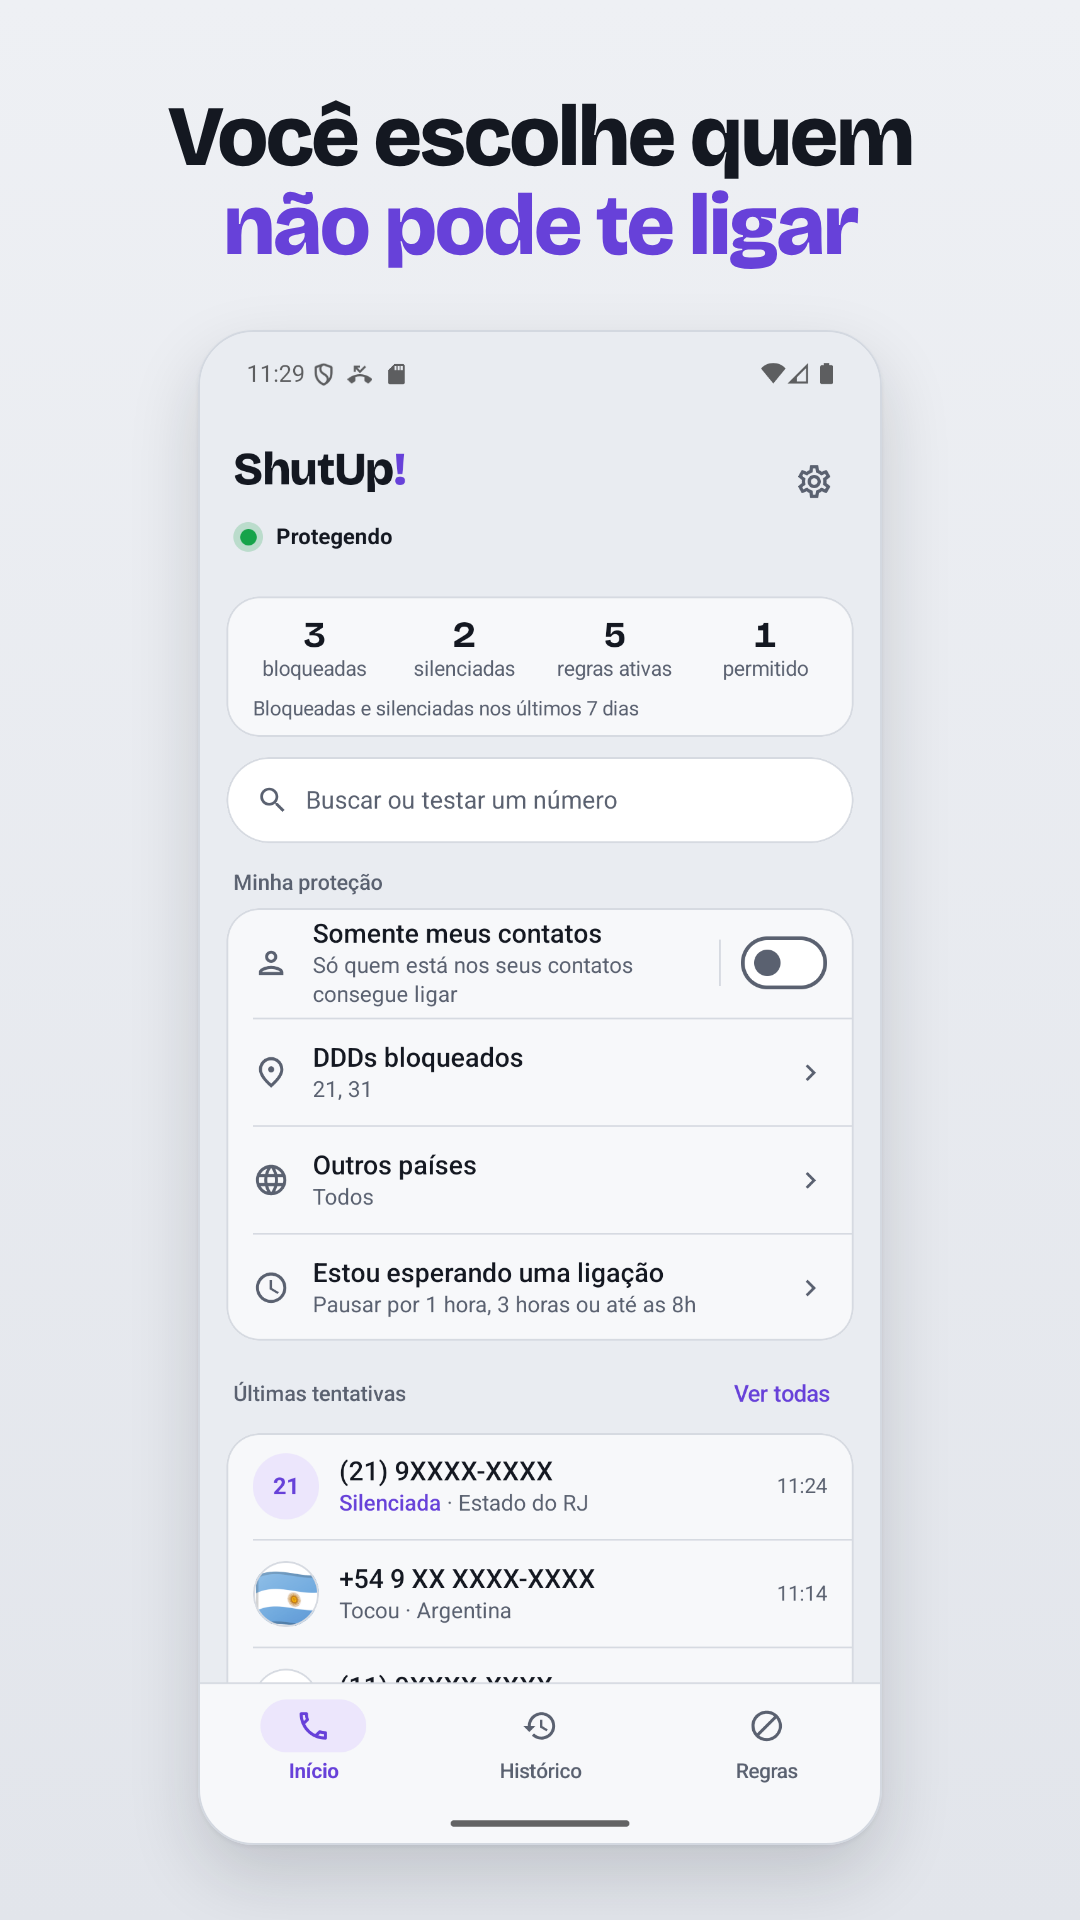 Você escolhe quem
não pode te ligar
11:29
ShutUp!
Protegendo
3 2 5 1
bloqueadas silenciadas regras ativas permitido
Bloqueadas e silenciadas nos últimos 7 dias
Buscar ou testar um número
Minha proteção
Somente meus contatos
Só quem está nos seus contatos
consegue ligar
DDDs bloqueados
21, 31
Outros países
Todos
Estou esperando uma ligação
Pausar por 1 hora, 3 horas ou até as 8h
Últimas tentativas Ver todas
21 (21) 9XXXX-XXXX 11:24
Silenciada · Estado do RJ
+54 9 XX XXXX-XXXX 11:14
Tocou · Argentina
(11) 9XXXX-XXXX
Início Histórico Regras